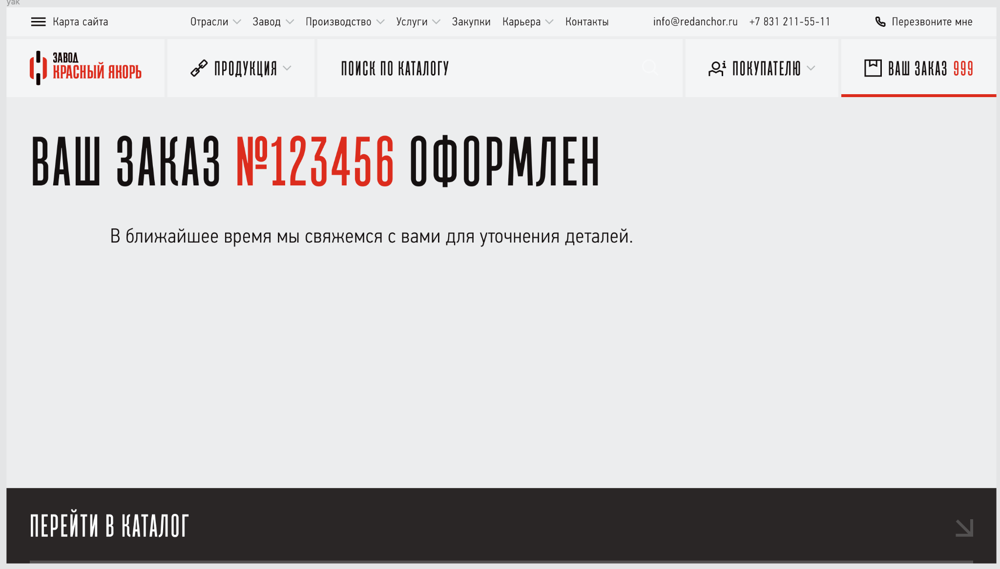 yak
Карта сайта Отрасли Завод Производство Услуги Закупки Карьера Контакты info@redanchor.ru +7 831 211-55-11 Перезвоните мне
ЗАВОД
КРАСНЫЙ ЯКОРЬ
ПРОДУКЦИЯ ПОИСК ПО КАТАЛОГУ ПОКУПАТЕЛЮ ВАШ ЗАКАЗ 999
ВАШ ЗАКАЗ №123456 ОФОРМЛЕН
В ближайшее время мы свяжемся с вами для уточнения деталей.
ПЕРЕЙТИ В КАТАЛОГ